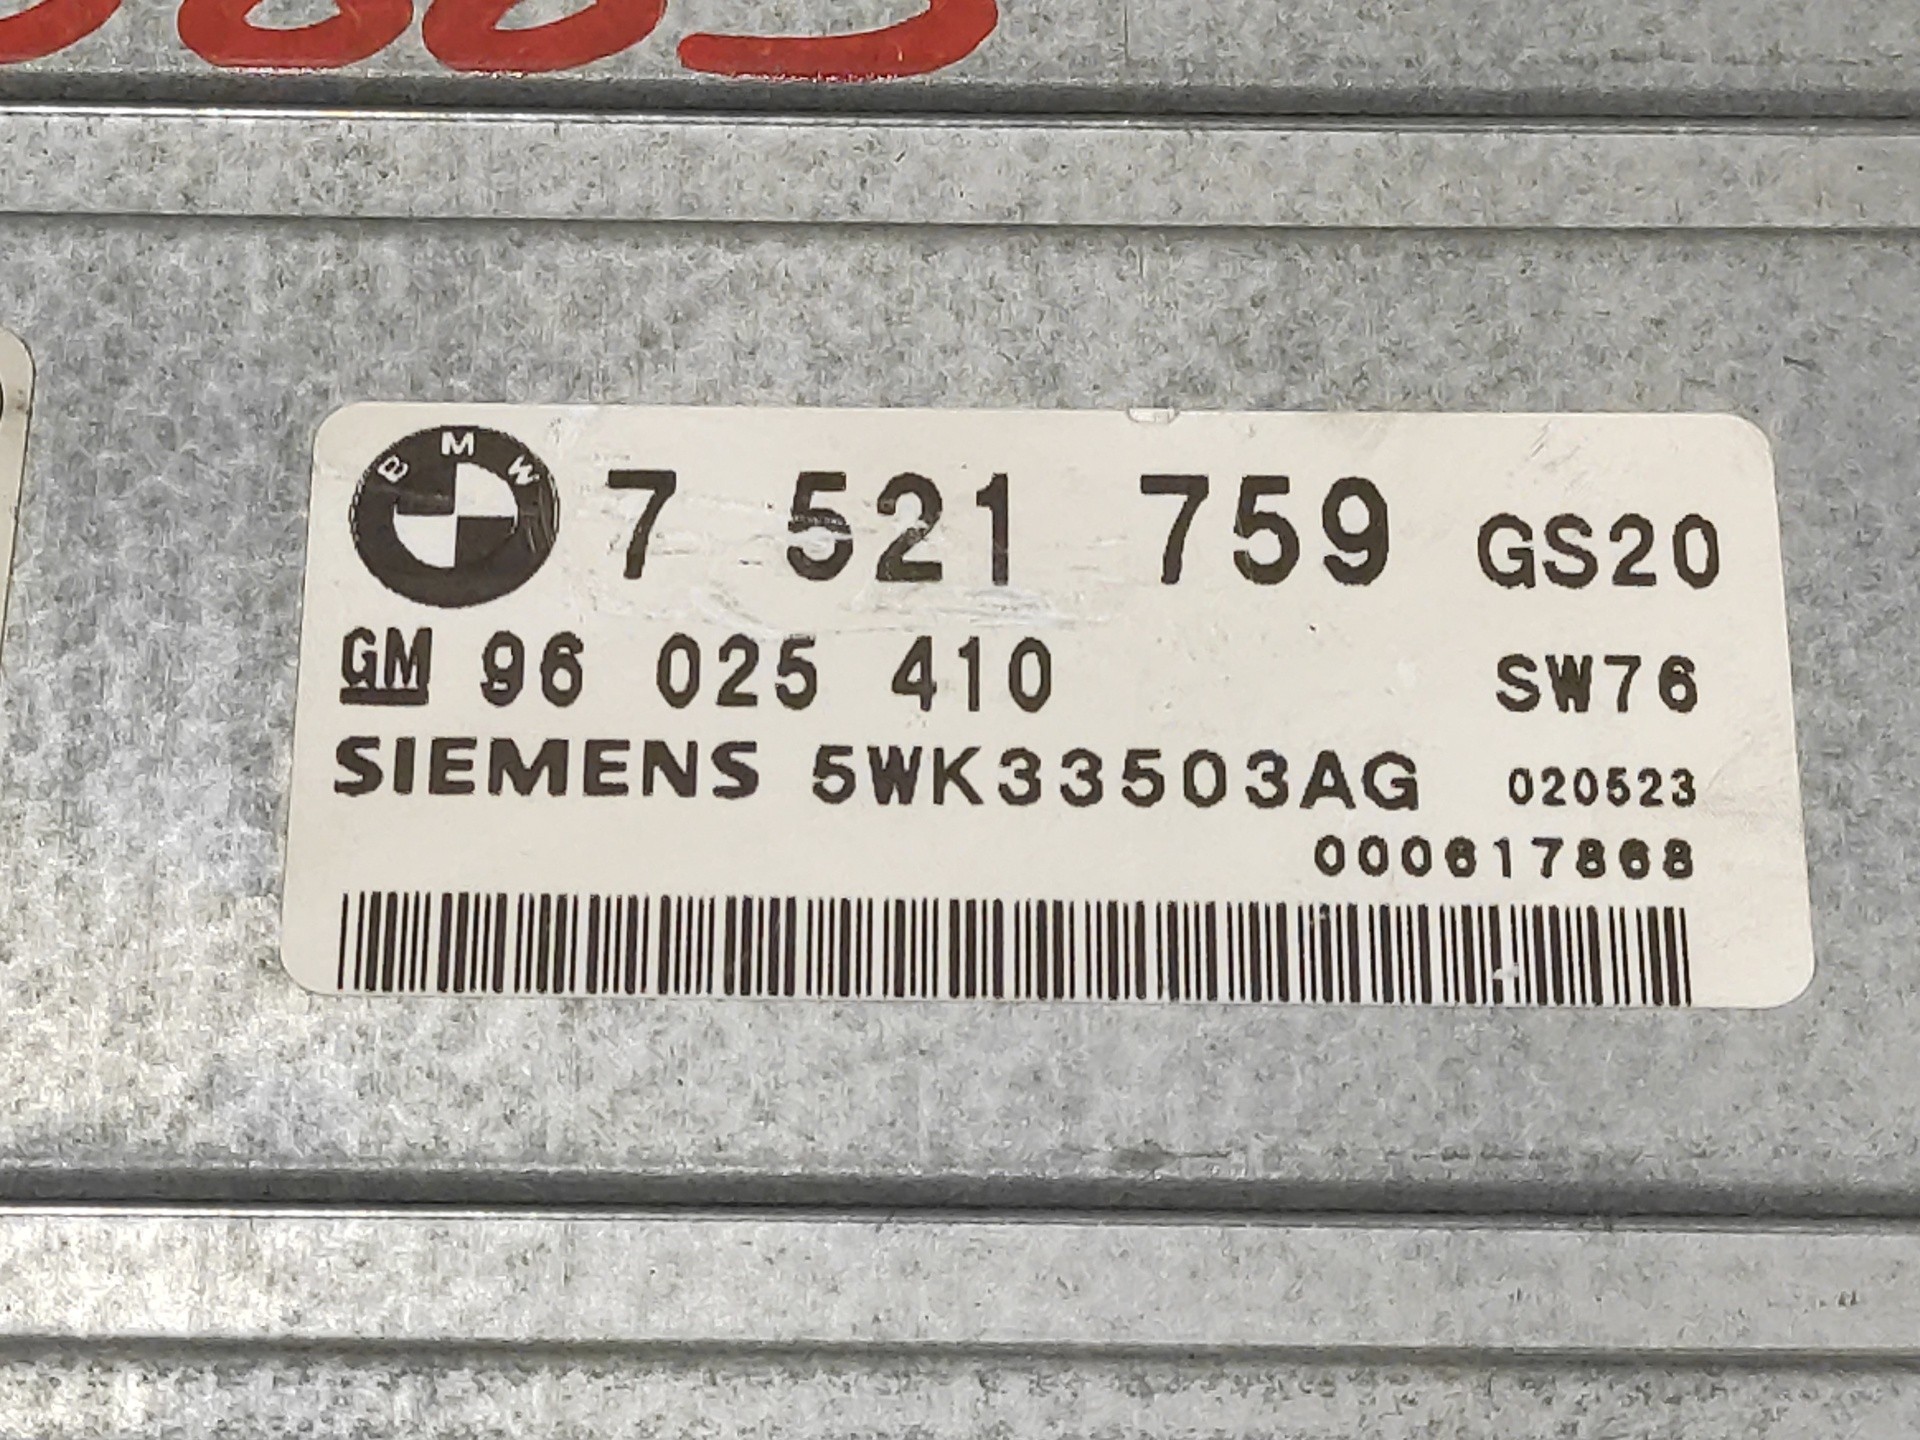 BMW 7 521 759 GS20
GM 96 025 410 SW76
SIEMENS 5WK33503AG 020523
000617868